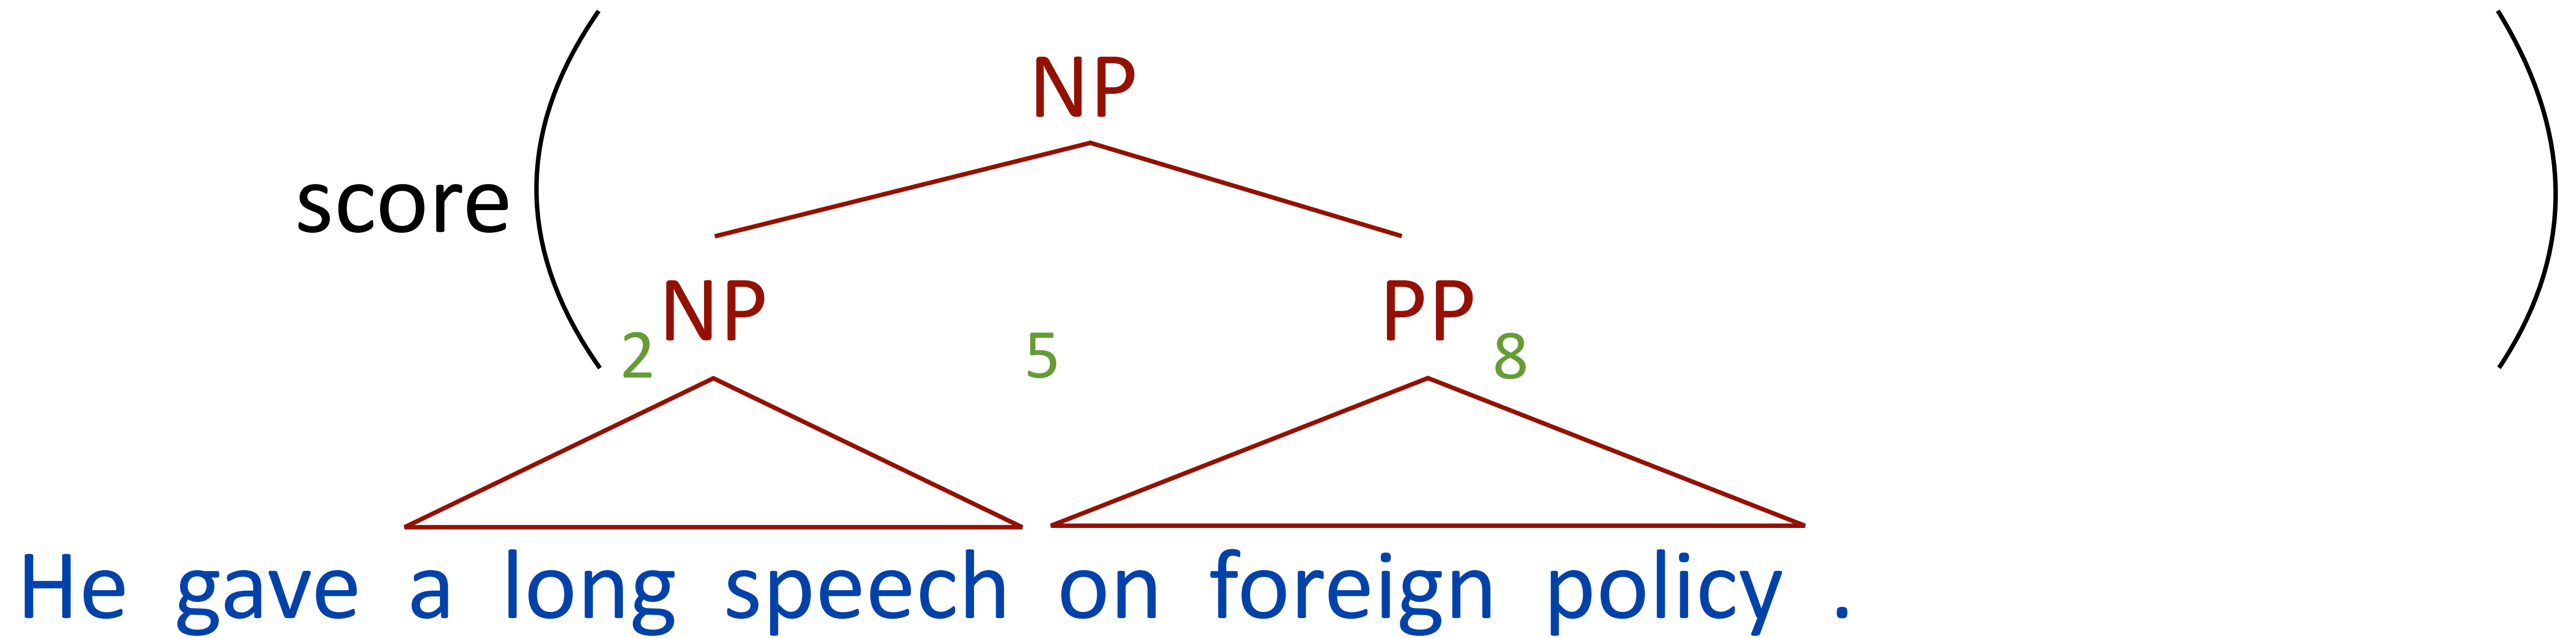 NP
score
NP PP
2 5 8
He gave a long speech on foreign policy .